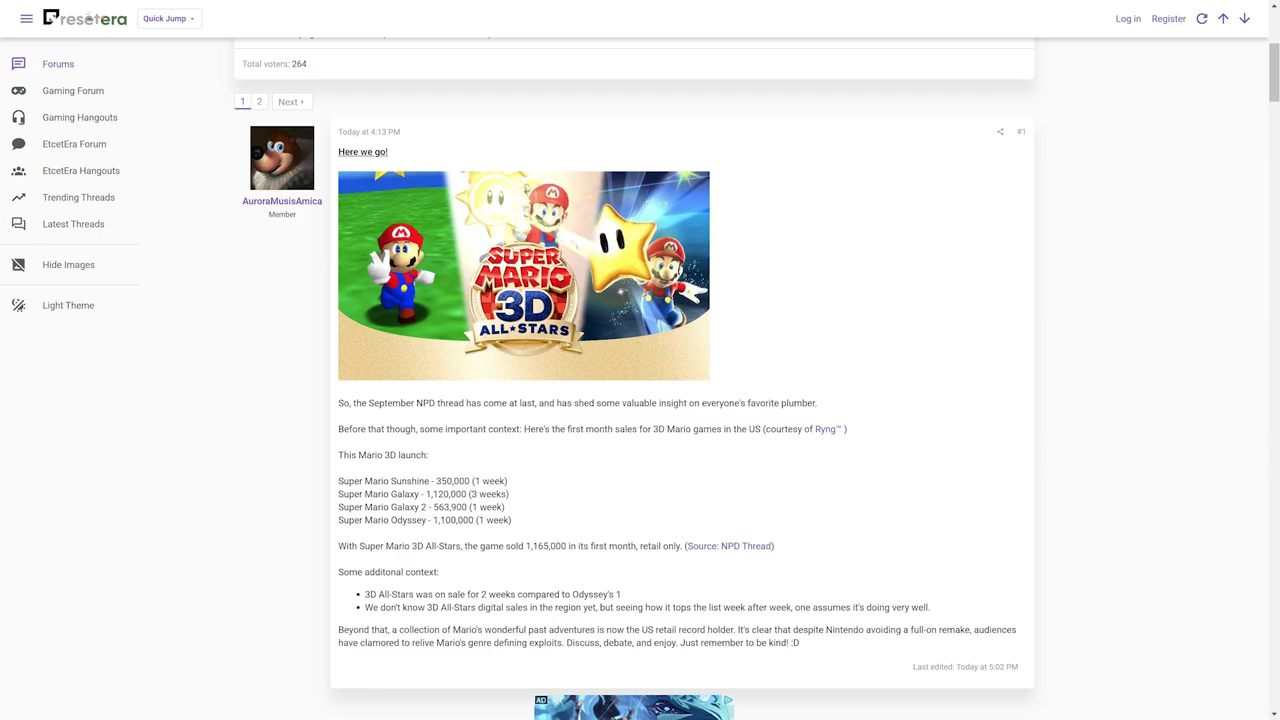 resetera
Quick Jump
Log in
Register
Forums
Gaming Forum
Gaming Hangouts
EtcetEra Forum
EtcetEra Hangouts
Trending Threads
Latest Threads
Hide Images
Light Theme
Total voters: 264
1 2 Next
Today at 4:13 PM
#1
AuroraMusisAmica
Member
Here we go!
SUPER
MARIO
3D
ALL★STARS
So, the September NPD thread has come at last, and has shed some valuable insight on everyone's favorite plumber.
Before that though, some important context: Here's the first month sales for 3D Mario games in the US (courtesy of Ryng™ )
This Mario 3D launch:
Super Mario Sunshine - 350,000 (1 week)
Super Mario Galaxy - 1,120,000 (3 weeks)
Super Mario Galaxy 2 - 563,900 (1 week)
Super Mario Odyssey - 1,100,000 (1 week)
With Super Mario 3D All-Stars, the game sold 1,165,000 in its first month, retail only. (Source: NPD Thread)
Some additonal context:
• 3D All-Stars was on sale for 2 weeks compared to Odyssey's 1
• We don't know 3D All-Stars digital sales in the region yet, but seeing how it tops the list week after week, one assumes it's doing very well.
Beyond that, a collection of Mario's wonderful past adventures is now the US retail record holder. It's clear that despite Nintendo avoiding a full-on remake, audiences
have clamored to relive Mario's genre defining exploits. Discuss, debate, and enjoy. Just remember to be kind! :D
Last edited: Today at 5:02 PM
AD